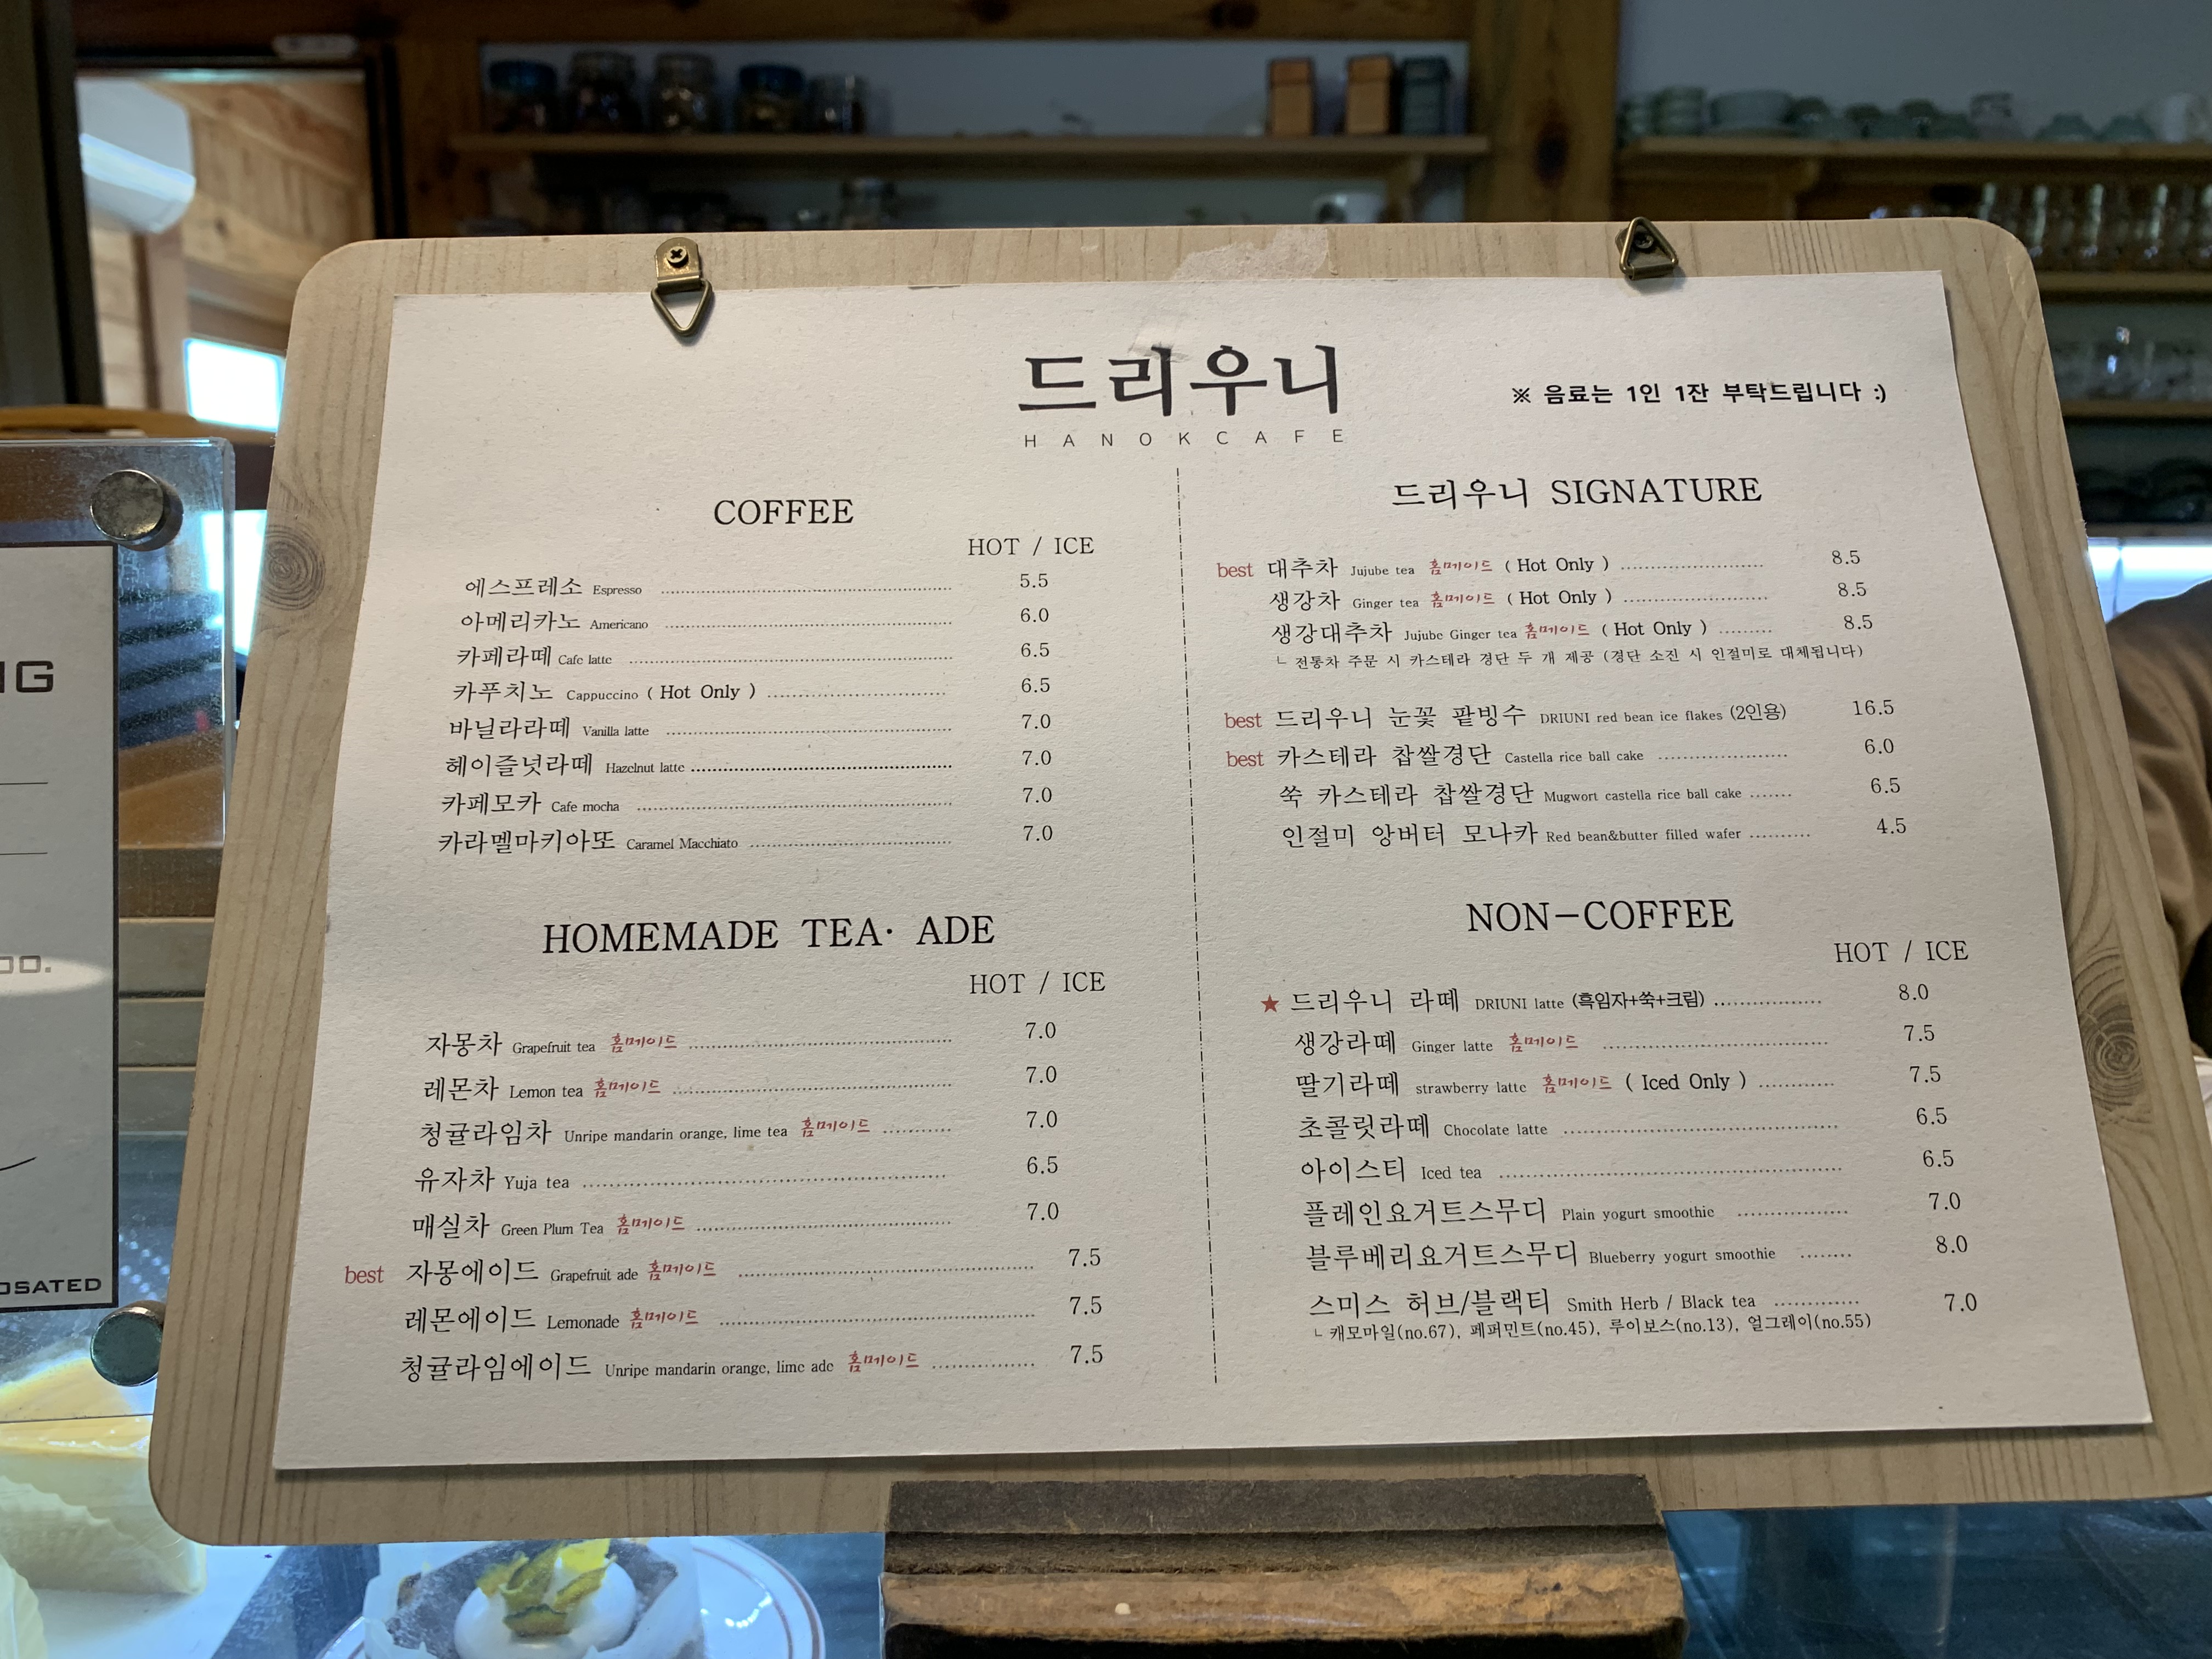 드리우니
HANOKCAFE
※ 음료는 1인 1잔 부탁드립니다 :)
COFFEE
HOT / ICE
에스프레소 Espresso 5.5
아메리카노 Americano 6.0
카페라떼 Cafe latte 6.5
카푸치노 Cappuccino ( Hot Only ) 6.5
바닐라라떼 Vanilla latte 7.0
헤이즐넛라떼 Hazelnut latte 7.0
카페모카 Cafe mocha 7.0
카라멜마키아또 Caramel Macchiato 7.0
HOMEMADE TEA· ADE
HOT / ICE
자몽차 Grapefruit tea 홈메이드 7.0
레몬차 Lemon tea 홈메이드 7.0
청귤라임차 Unripe mandarin orange, lime tea 홈메이드 7.0
유자차 Yuja tea 6.5
매실차 Green Plum Tea 홈메이드 7.0
best 자몽에이드 Grapefruit ade 홈메이드 7.5
레몬에이드 Lemonade 홈메이드 7.5
청귤라임에이드 Unripe mandarin orange, lime ade 홈메이드 7.5
드리우니 SIGNATURE
best 대추차 Jujube tea 홈메이드 ( Hot Only ) 8.5
생강차 Ginger tea 홈메이드 ( Hot Only ) 8.5
생강대추차 Jujube Ginger tea 홈메이드 ( Hot Only ) 8.5
└ 전통차 주문 시 카스테라 경단 두 개 제공 (경단 소진 시 인절미로 대체됩니다)
best 드리우니 눈꽃 팥빙수 DRIUNI red bean ice flakes (2인용) 16.5
best 카스테라 찹쌀경단 Castella rice ball cake 6.0
쑥 카스테라 찹쌀경단 Mugwort castella rice ball cake 6.5
인절미 앙버터 모나카 Red bean&butter filled wafer 4.5
NON-COFFEE
HOT / ICE
★ 드리우니 라떼 DRIUNI latte (흑임자+쑥+크림) 8.0
생강라떼 Ginger latte 홈메이드 7.5
딸기라떼 strawberry latte 홈메이드 ( Iced Only ) 7.5
초콜릿라떼 Chocolate latte 6.5
아이스티 Iced tea 6.5
플레인요거트스무디 Plain yogurt smoothie 7.0
블루베리요거트스무디 Blueberry yogurt smoothie 8.0
스미스 허브/블랙티 Smith Herb / Black tea 7.0
└ 캐모마일(no.67), 페퍼민트(no.45), 루이보스(no.13), 얼그레이(no.55)